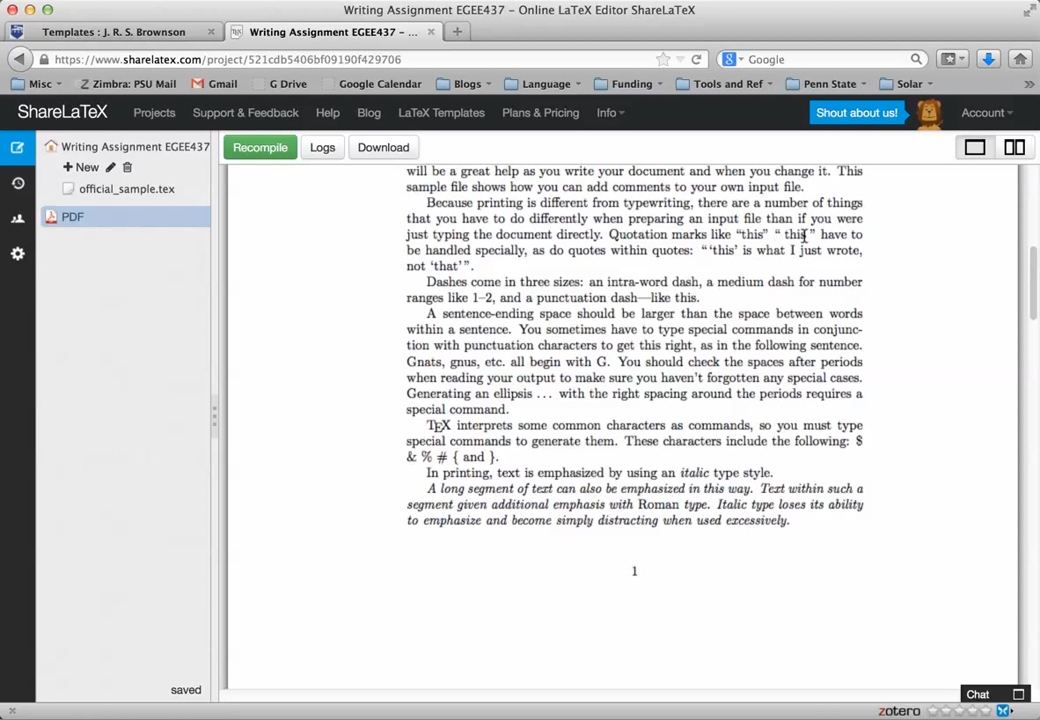 Writing Assignment EGEE437 - Online LaTeX Editor ShareLaTeX
Templates : J. R. S. Brownson
Writing Assignment EGEE437 - ...
https://www.sharelatex.com/project/521cdb5406bf09190f429706
Google
Misc
Zimbra: PSU Mail
Gmail
G Drive
Google Calendar
Blogs
Language
Funding
Tools and Ref
Penn State
Solar
ShareLaTeX
Projects
Support & Feedback
Help
Blog
LaTeX Templates
Plans & Pricing
Info
Shout about us!
Account
Writing Assignment EGEE437
New
official_sample.tex
PDF
Recompile
Logs
Download
will be a great help as you write your document and when you change it. This
sample file shows how you can add comments to your own input file.
Because printing is different from typewriting, there are a number of things
that you have to do differently when preparing an input file than if you were
just typing the document directly. Quotation marks like “this” “ this ” have to
be handled specially, as do quotes within quotes: “ ‘this’ is what I just wrote,
not ‘that’ ”.
Dashes come in three sizes: an intra-word dash, a medium dash for number
ranges like 1–2, and a punctuation dash—like this.
A sentence-ending space should be larger than the space between words
within a sentence. You sometimes have to type special commands in conjunc-
tion with punctuation characters to get this right, as in the following sentence.
Gnats, gnus, etc. all begin with G. You should check the spaces after periods
when reading your output to make sure you haven’t forgotten any special cases.
Generating an ellipsis ... with the right spacing around the periods requires a
special command.
TEX interprets some common characters as commands, so you must type
special commands to generate them. These characters include the following: $
& % # { and }.
In printing, text is emphasized by using an italic type style.
A long segment of text can also be emphasized in this way. Text within such a
segment given additional emphasis with Roman type. Italic type loses its ability
to emphasize and become simply distracting when used excessively.
1
saved
Chat
zotero